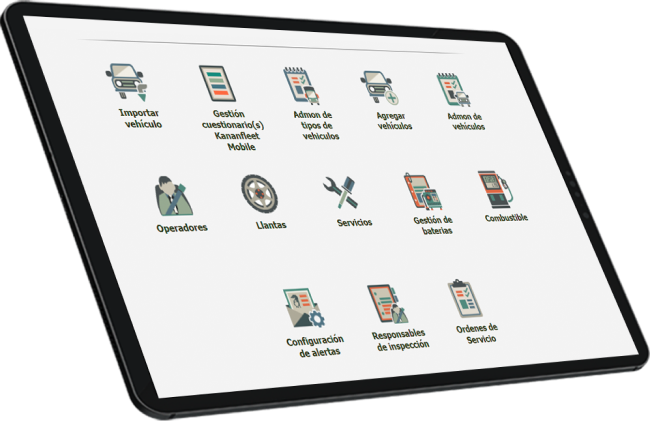 Importar
vehículo
Gestión
cuestionario(s)
Kananfleet
Mobile
Admon de
tipos de
vehículos
Agregar
vehículos
Admon de
vehículos
Operadores
Llantas
Servicios
Gestión de
baterias
Combustible
Configuración
de alertas
Responsables
de inspección
Ordenes de
Servicio